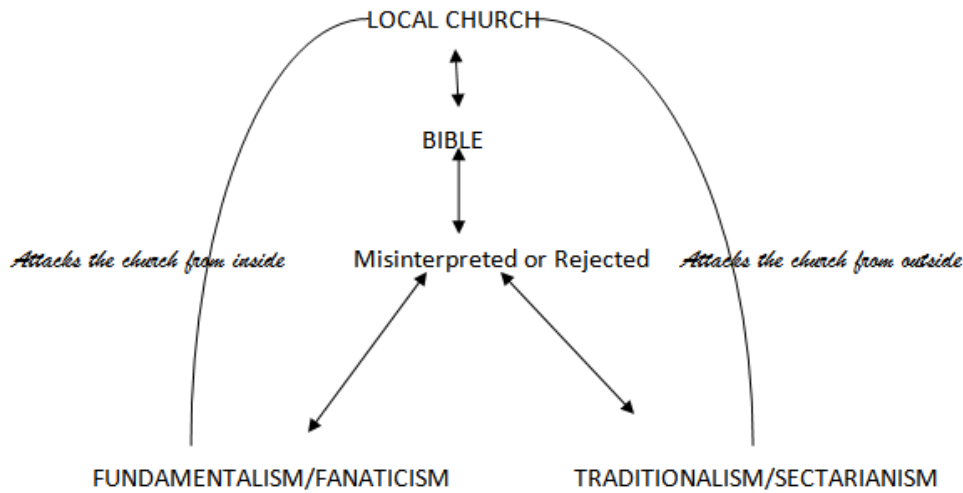 LOCAL CHURCH
BIBLE
Attacks the church from inside
Misinterpreted or Rejected
Attacks the church from outside
FUNDAMENTALISM/FANATICISM
TRADITIONALISM/SECTARIANISM